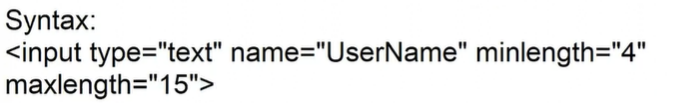 Syntax:
<input type="text" name="UserName" minlength="4"
maxlength="15">